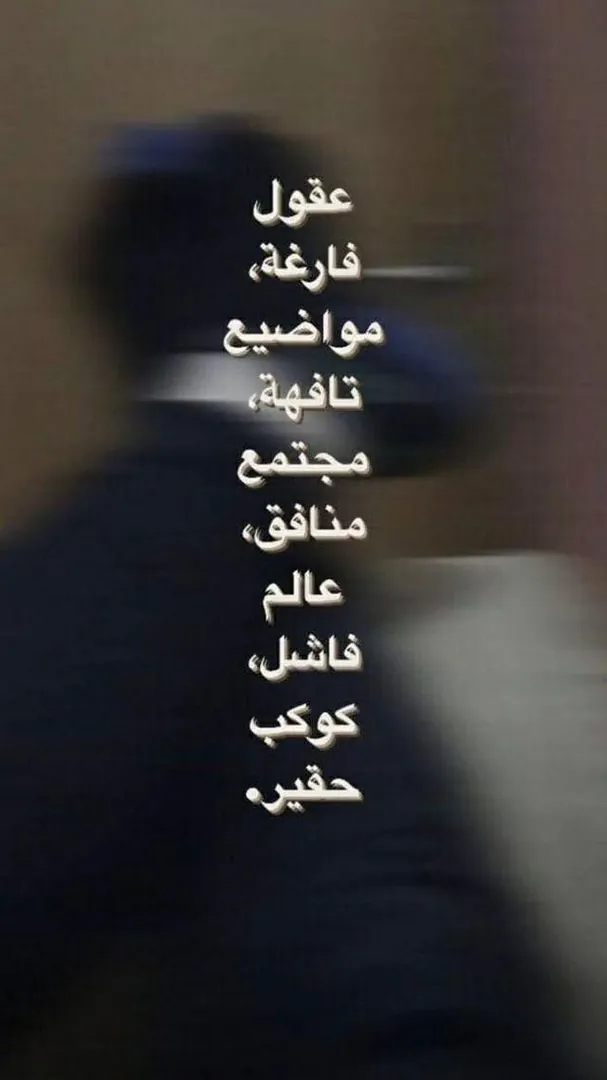 عقول
فارغة،
مواضيع
تافهة،
مجتمع
منافق،
عالم
فاشل،
كوكب
حقير.